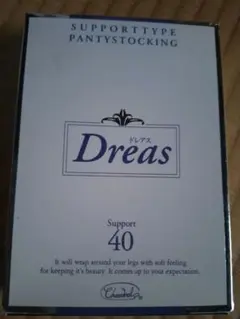 SUPPORTTYPE
PANTYSTOCKING
ドレアス
Dreas
Support
40
It will wrap around your legs with soft feeling
for keeping it's beauty It comes up to your expectation.